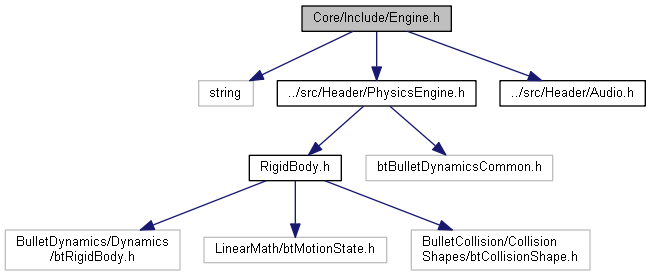 Core/Include/Engine.h
string
../src/Header/PhysicsEngine.h
../src/Header/Audio.h
RigidBody.h
btBulletDynamicsCommon.h
BulletDynamics/Dynamics
/btRigidBody.h
LinearMath/btMotionState.h
BulletCollision/Collision
Shapes/btCollisionShape.h